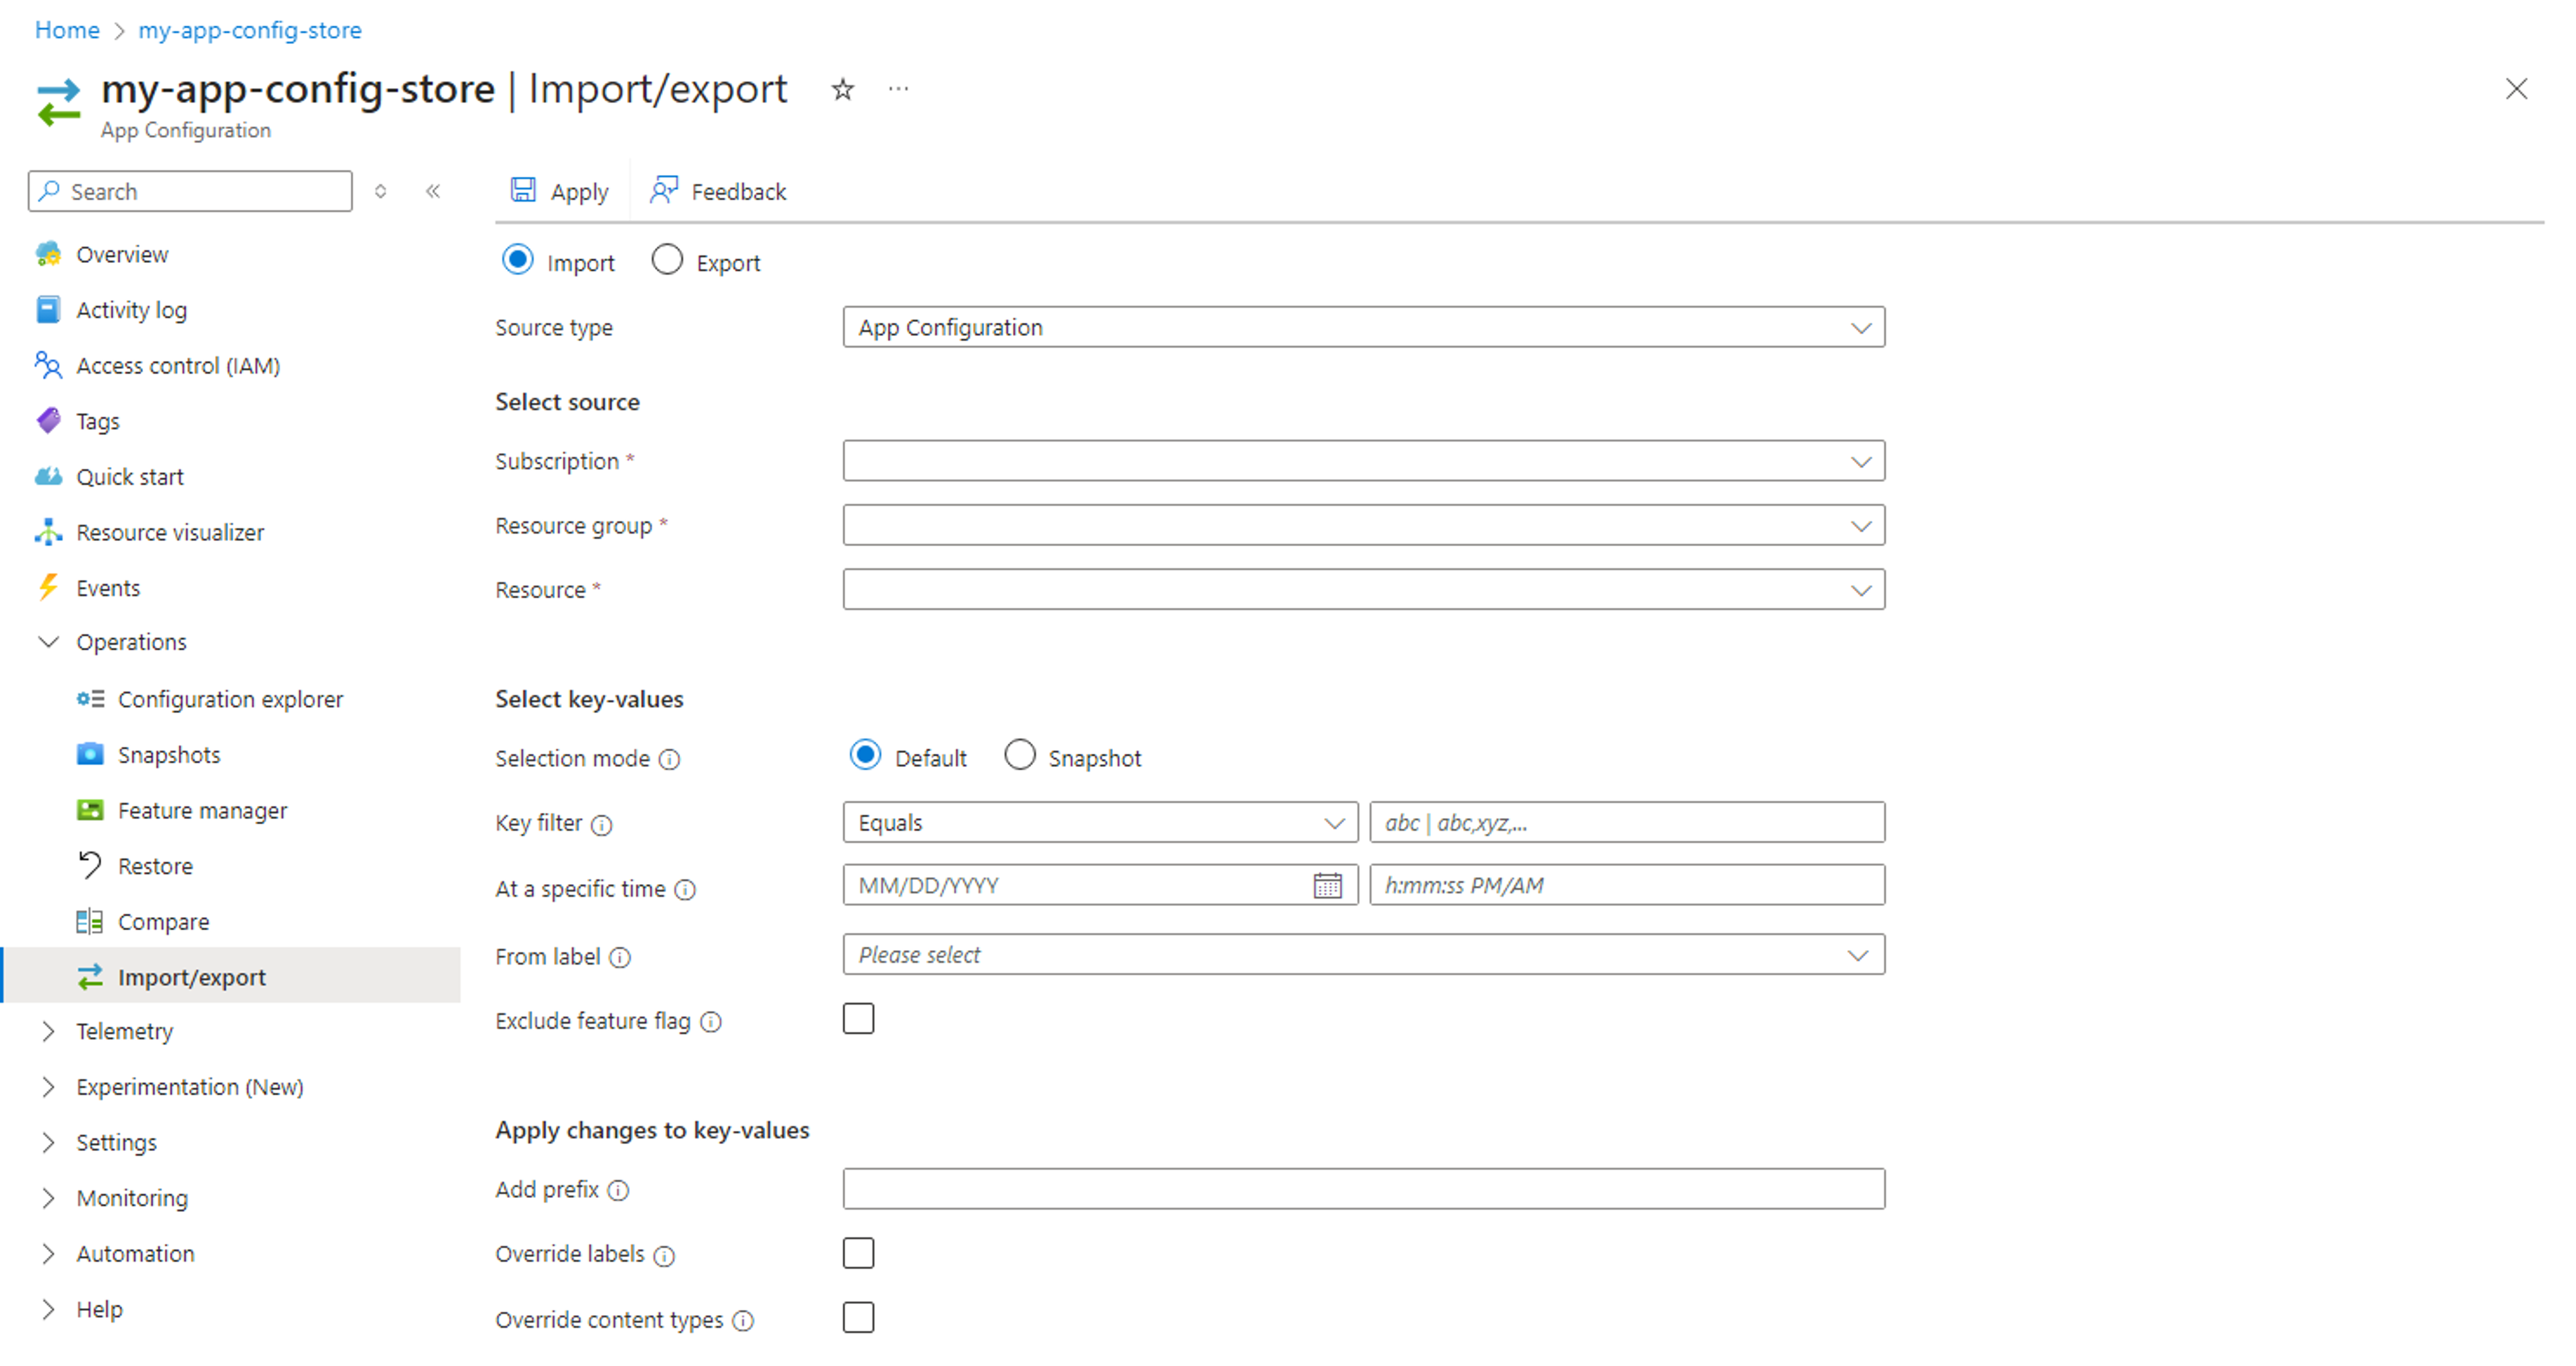 Home > my-app-config-store
my-app-config-store | Import/export
App Configuration
Search
Overview
Activity log
Access control (IAM)
Tags
Quick start
Resource visualizer
Events
Operations
Configuration explorer
Snapshots
Feature manager
Restore
Compare
Import/export
Telemetry
Experimentation (New)
Settings
Monitoring
Automation
Help
Apply Feedback
Import Export
Source type App Configuration
Select source
Subscription *
Resource group *
Resource *
Select key-values
Selection mode Default Snapshot
Key filter Equals abc | abc,xyz,...
At a specific time MM/DD/YYYY h:mm:ss PM/AM
From label Please select
Exclude feature flag
Apply changes to key-values
Add prefix
Override labels
Override content types